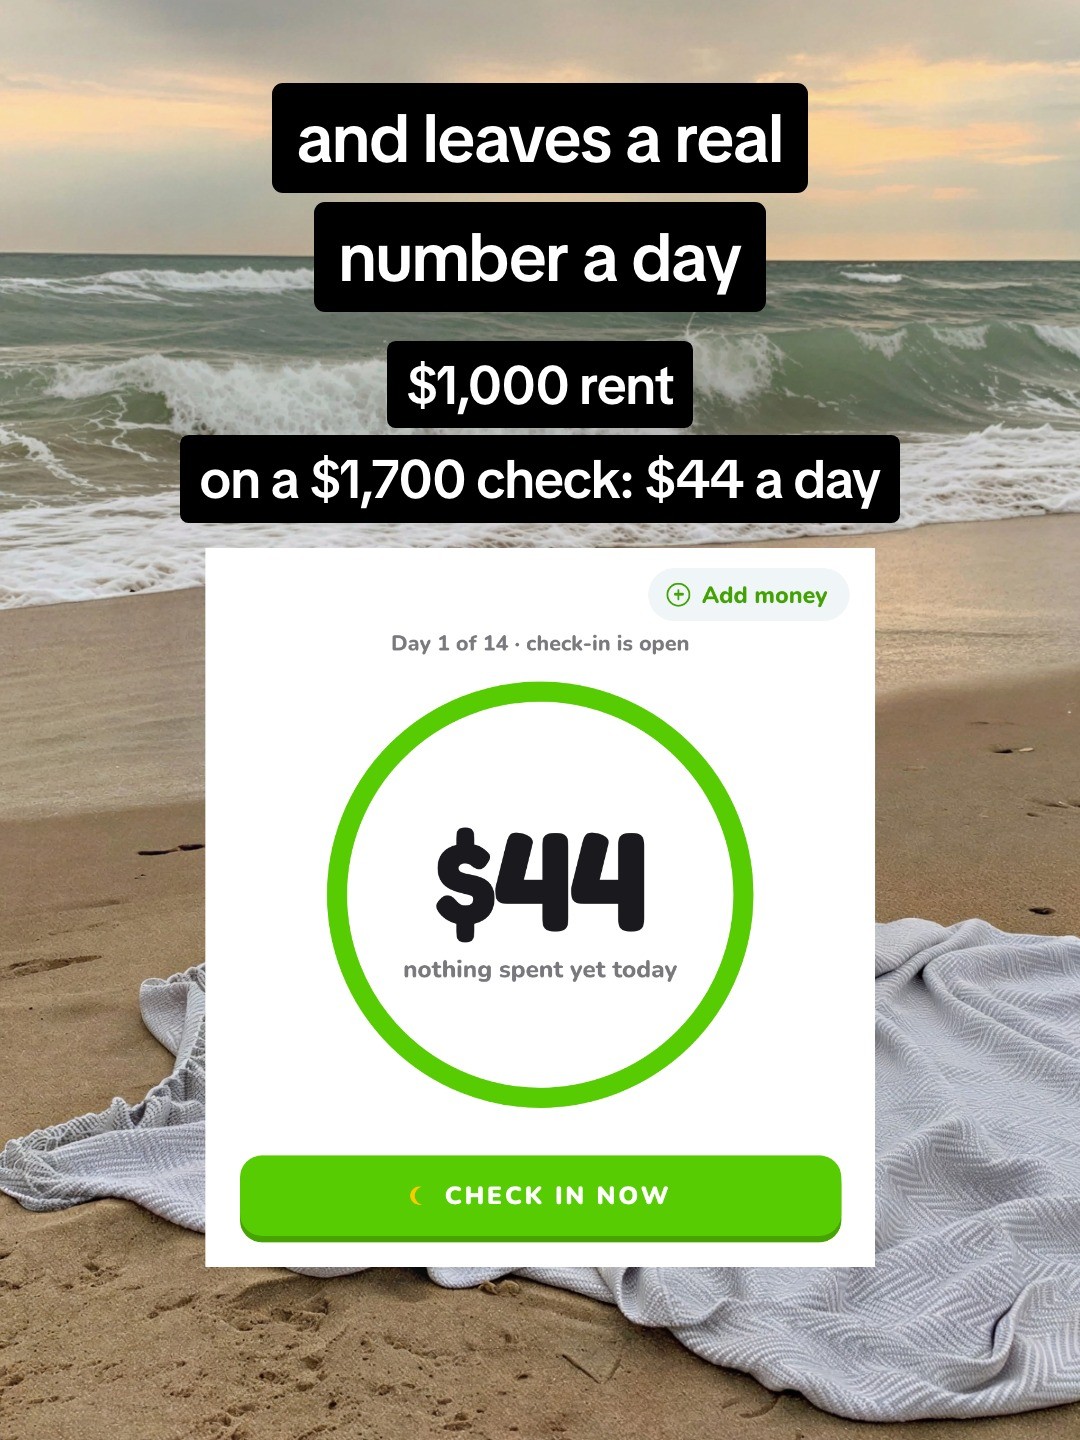 and leaves a real
number a day
$1,000 rent
on a $1,700 check: $44 a day
Add money
Day 1 of 14 · check-in is open
$44
nothing spent yet today
CHECK IN NOW